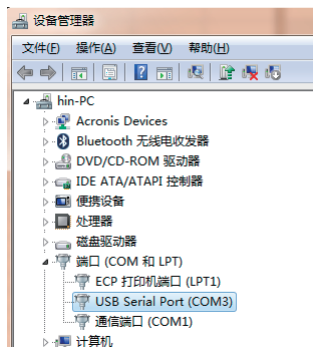 设备管理器
文件(F) 操作(A) 查看(V) 帮助(H)
hin-PC
Acronis Devices
Bluetooth 无线电收发器
DVD/CD-ROM 驱动器
IDE ATA/ATAPI 控制器
便携设备
处理器
磁盘驱动器
端口 (COM 和 LPT)
ECP 打印机端口 (LPT1)
USB Serial Port (COM3)
通信端口 (COM1)
计算机